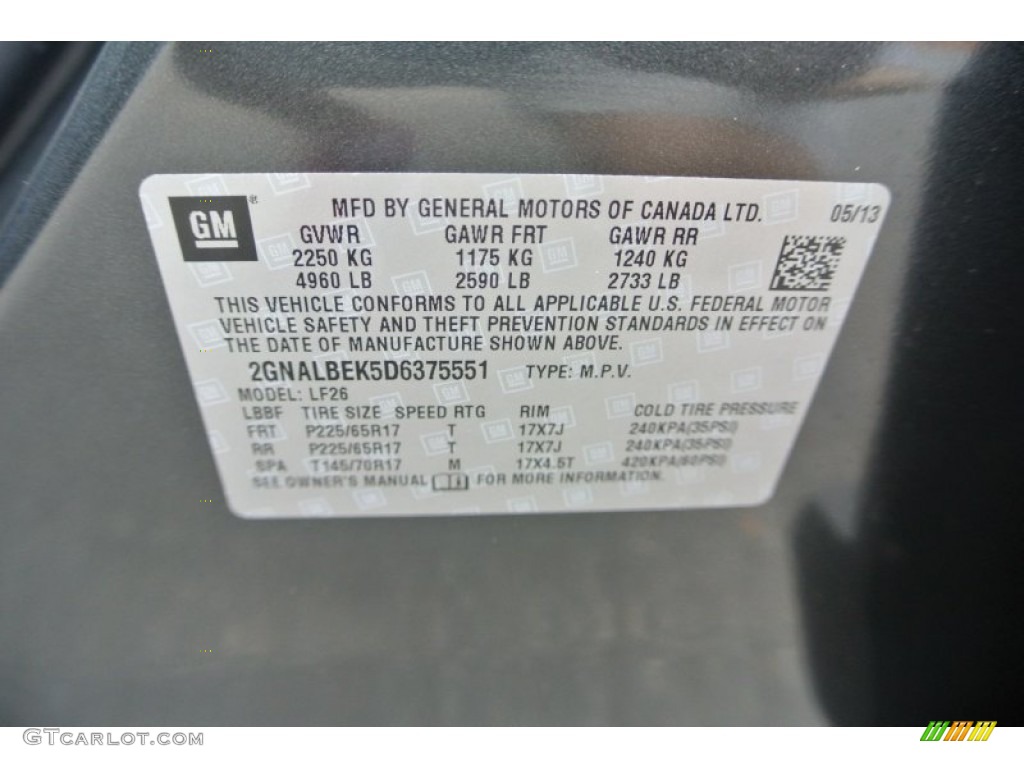 GM® MFD BY GENERAL MOTORS OF CANADA LTD. 05/13
GVWR GAWR FRT GAWR RR
2250 KG 1175 KG 1240 KG
4960 LB 2590 LB 2733 LB
THIS VEHICLE CONFORMS TO ALL APPLICABLE U.S. FEDERAL MOTOR
VEHICLE SAFETY AND THEFT PREVENTION STANDARDS IN EFFECT ON
THE DATE OF MANUFACTURE SHOWN ABOVE.
2GNALBEK5D6375551 TYPE: M.P.V.
MODEL: LF26
LBBF TIRE SIZE SPEED RTG RIM COLD TIRE PRESSURE
FRT P225/65R17 T 17X7J 240KPA(35PSI)
RR P225/65R17 T 17X7J 240KPA(35PSI)
SPA T145/70R17 M 17X4.5T 420KPA(60PSI)
SEE OWNER'S MANUAL FOR MORE INFORMATION.
GTCarlot.com